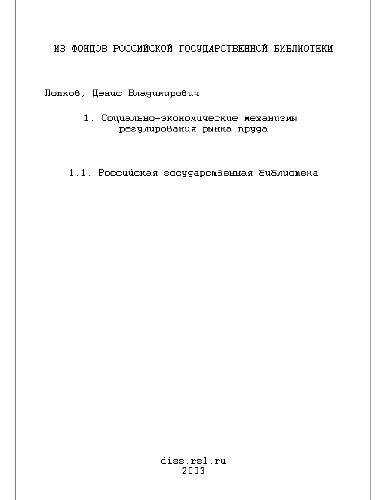 ИЗ ФОНДОВ РОССИЙСКОЙ ГОСУДАРСТВЕННОЙ БИБЛИОТЕКИ
Попков, Денис Владимирович
1. Социально-экономические механизмы
регулирования рынка труда
1.1. Российская государственная библиотека
diss.rsl.ru
2003